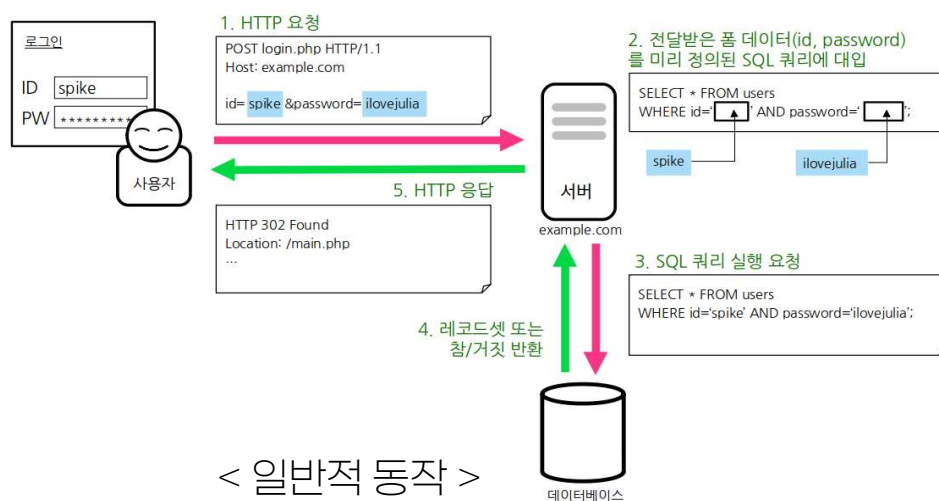 로그인
ID spike
PW *********
사용자
1. HTTP 요청
POST login.php HTTP/1.1
Host: example.com
id= spike &password= ilovejulia
5. HTTP 응답
HTTP 302 Found
Location: /main.php
...
서버
example.com
2. 전달받은 폼 데이터(id, password)
를 미리 정의된 SQL 쿼리에 대입
SELECT * FROM users
WHERE id=‘ ’ AND password=‘ ’;
spike
ilovejulia
3. SQL 쿼리 실행 요청
SELECT * FROM users
WHERE id=‘spike’ AND password=‘ilovejulia’;
4. 레코드셋 또는
참/거짓 반환
데이터베이스
< 일반적 동작 >